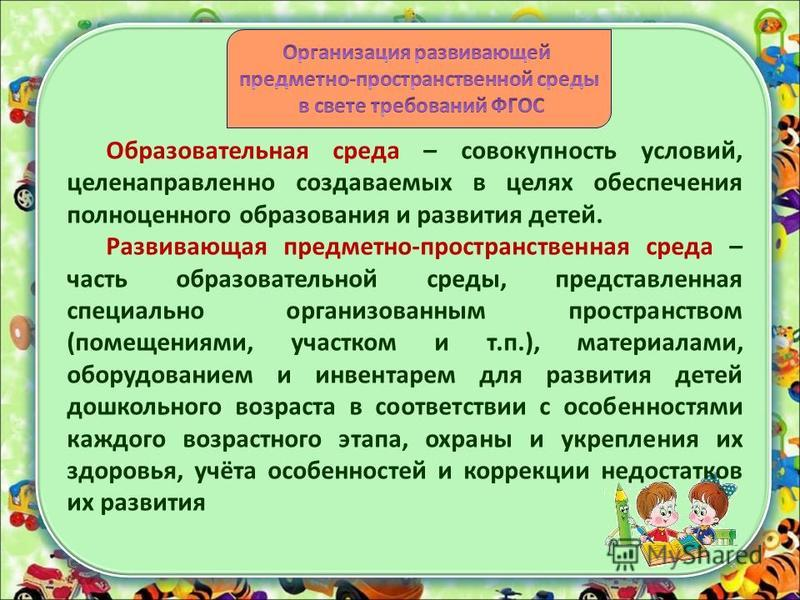 Организация развивающей
предметно-пространственной среды
в свете требований ФГОС
Образовательная среда – совокупность условий,
целенаправленно создаваемых в целях обеспечения
полноценного образования и развития детей.
Развивающая предметно-пространственная среда –
часть образовательной среды, представленная
специально организованным пространством
(помещениями, участком и т.п.), материалами,
оборудованием и инвентарем для развития детей
дошкольного возраста в соответствии с особенностями
каждого возрастного этапа, охраны и укрепления их
здоровья, учёта особенностей и коррекции недостатков
их развития
MyShared